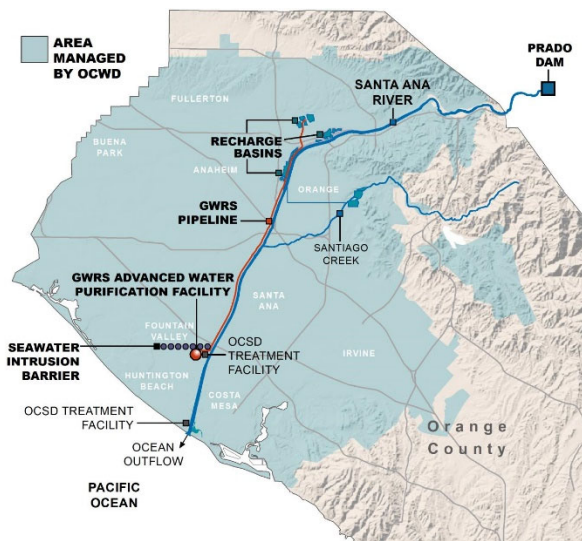 AREA
MANAGED
BY OCWD
PRADO
DAM
SANTA ANA
RIVER
FULLERTON
RECHARGE
BASINS
BUENA
PARK
ANAHEIM
ORANGE
GWRS
PIPELINE
SANTIAGO
CREEK
GWRS ADVANCED WATER
PURIFICATION FACILITY
SANTA
ANA
FOUNTAIN
VALLEY
SEAWATER
INTRUSION
BARRIER
OCSD
TREATMENT
FACILITY
IRVINE
HUNTINGTON
BEACH
COSTA
MESA
OCSD TREATMENT
FACILITY
Orange
County
OCEAN
OUTFLOW
PACIFIC
OCEAN